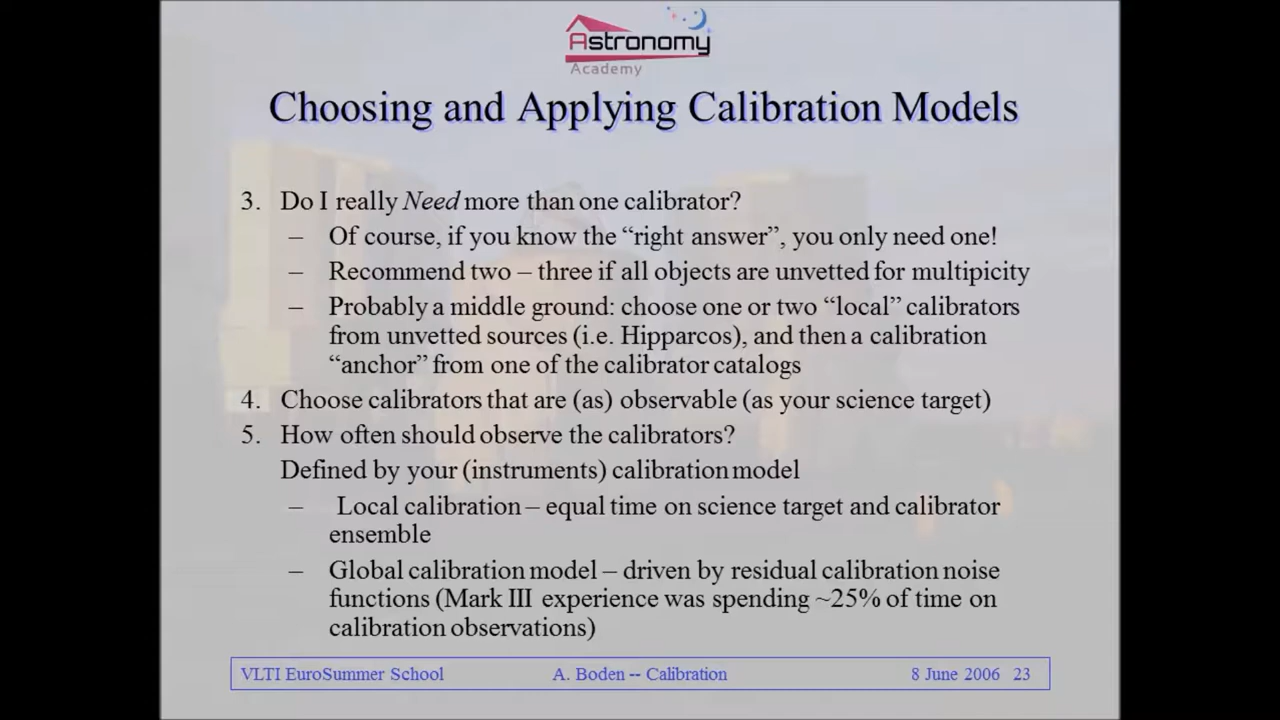 Astronomy
Academy
Choosing and Applying Calibration Models
3. Do I really Need more than one calibrator?
– Of course, if you know the “right answer”, you only need one!
– Recommend two – three if all objects are unvetted for multipicity
– Probably a middle ground: choose one or two “local” calibrators
from unvetted sources (i.e. Hipparcos), and then a calibration
“anchor” from one of the calibrator catalogs
4. Choose calibrators that are (as) observable (as your science target)
5. How often should observe the calibrators?
Defined by your (instruments) calibration model
– Local calibration – equal time on science target and calibrator
ensemble
– Global calibration model – driven by residual calibration noise
functions (Mark III experience was spending ~25% of time on
calibration observations)
VLTI EuroSummer School A. Boden -- Calibration 8 June 2006 23